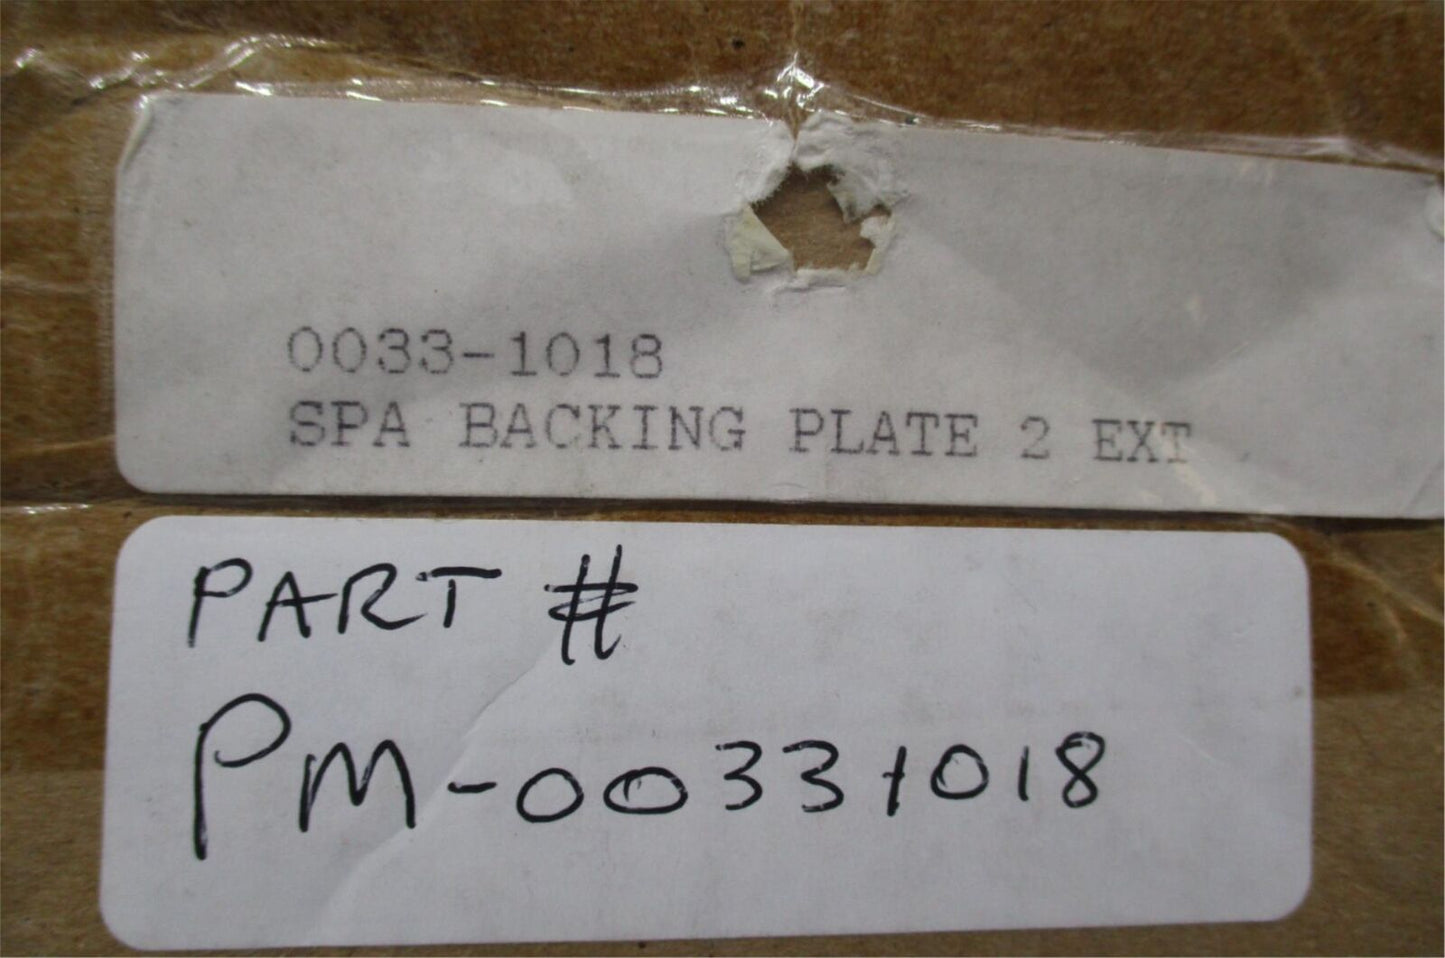 0033-1018
SPA BACKING PLATE 2 EXT
PART #
PM-00331018